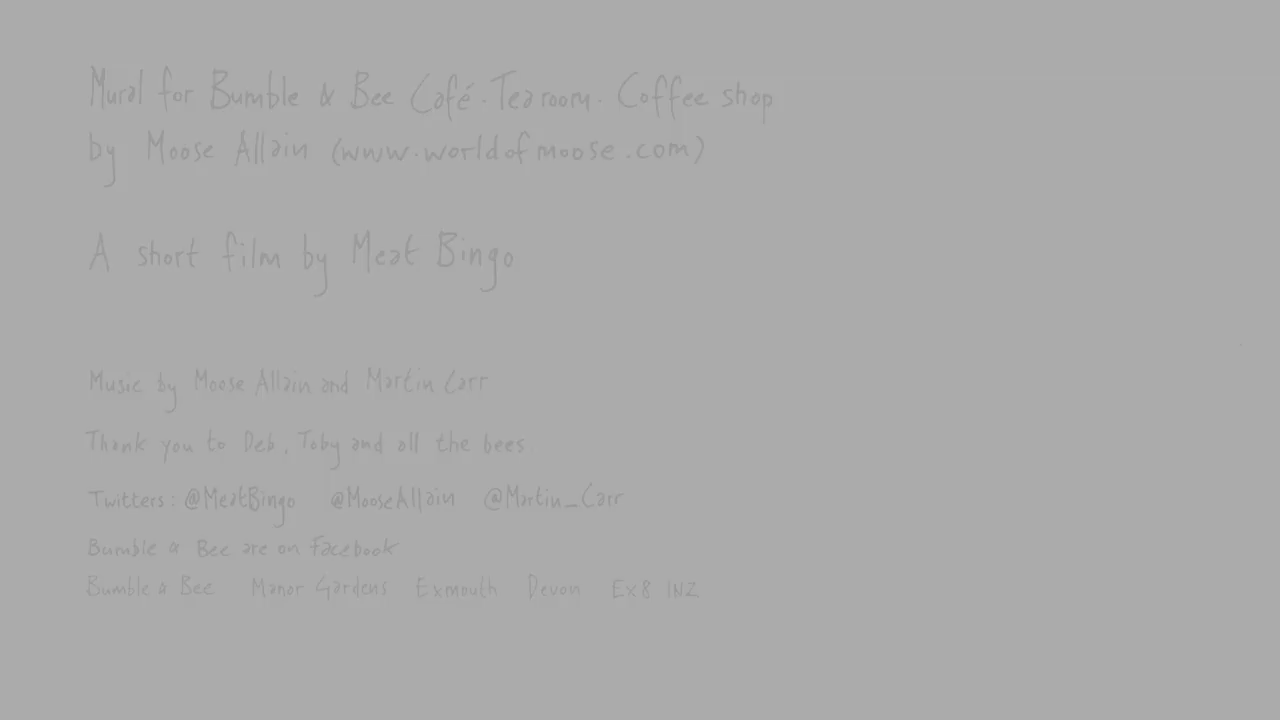 Mural for Bumble & Bee Café · Tea room · Coffee shop
by Moose Allain (www.worldofmoose.com)
A short film by Meat Bingo
Music by Moose Allain and Martin Carr
Thank you to Deb, Toby and all the bees
Twitters: @MeatBingo @MooseAllain @Martin_Carr
Bumble & Bee are on Facebook
Bumble & Bee Manor Gardens Exmouth Devon Ex8 1NZ